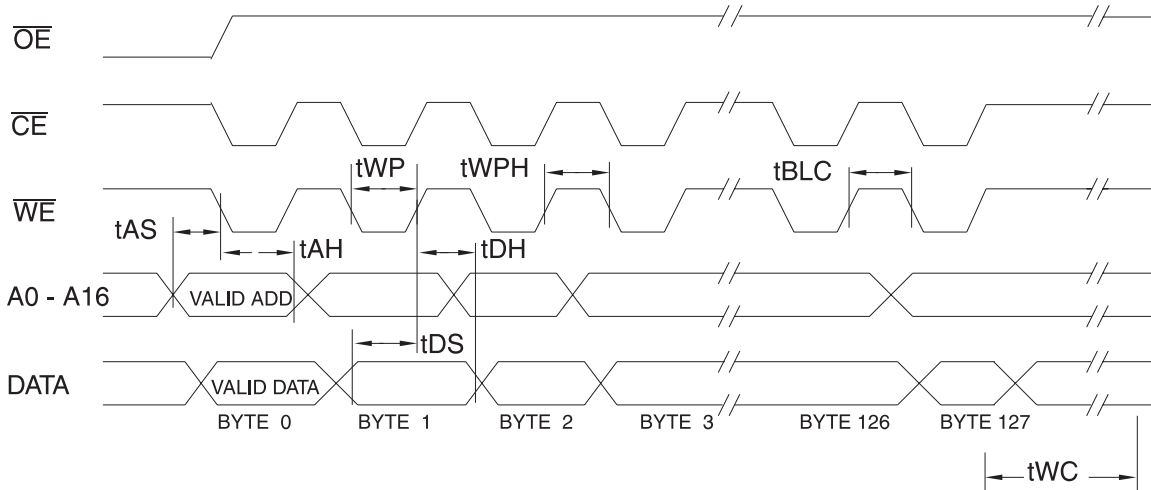 OE
CE
tWP
tWPH
tBLC
WE
tAS
tAH
tDH
A0 - A16
VALID ADD
tDS
DATA
VALID DATA
BYTE 0
BYTE 1
BYTE 2
BYTE 3
BYTE 126
BYTE 127
tWC